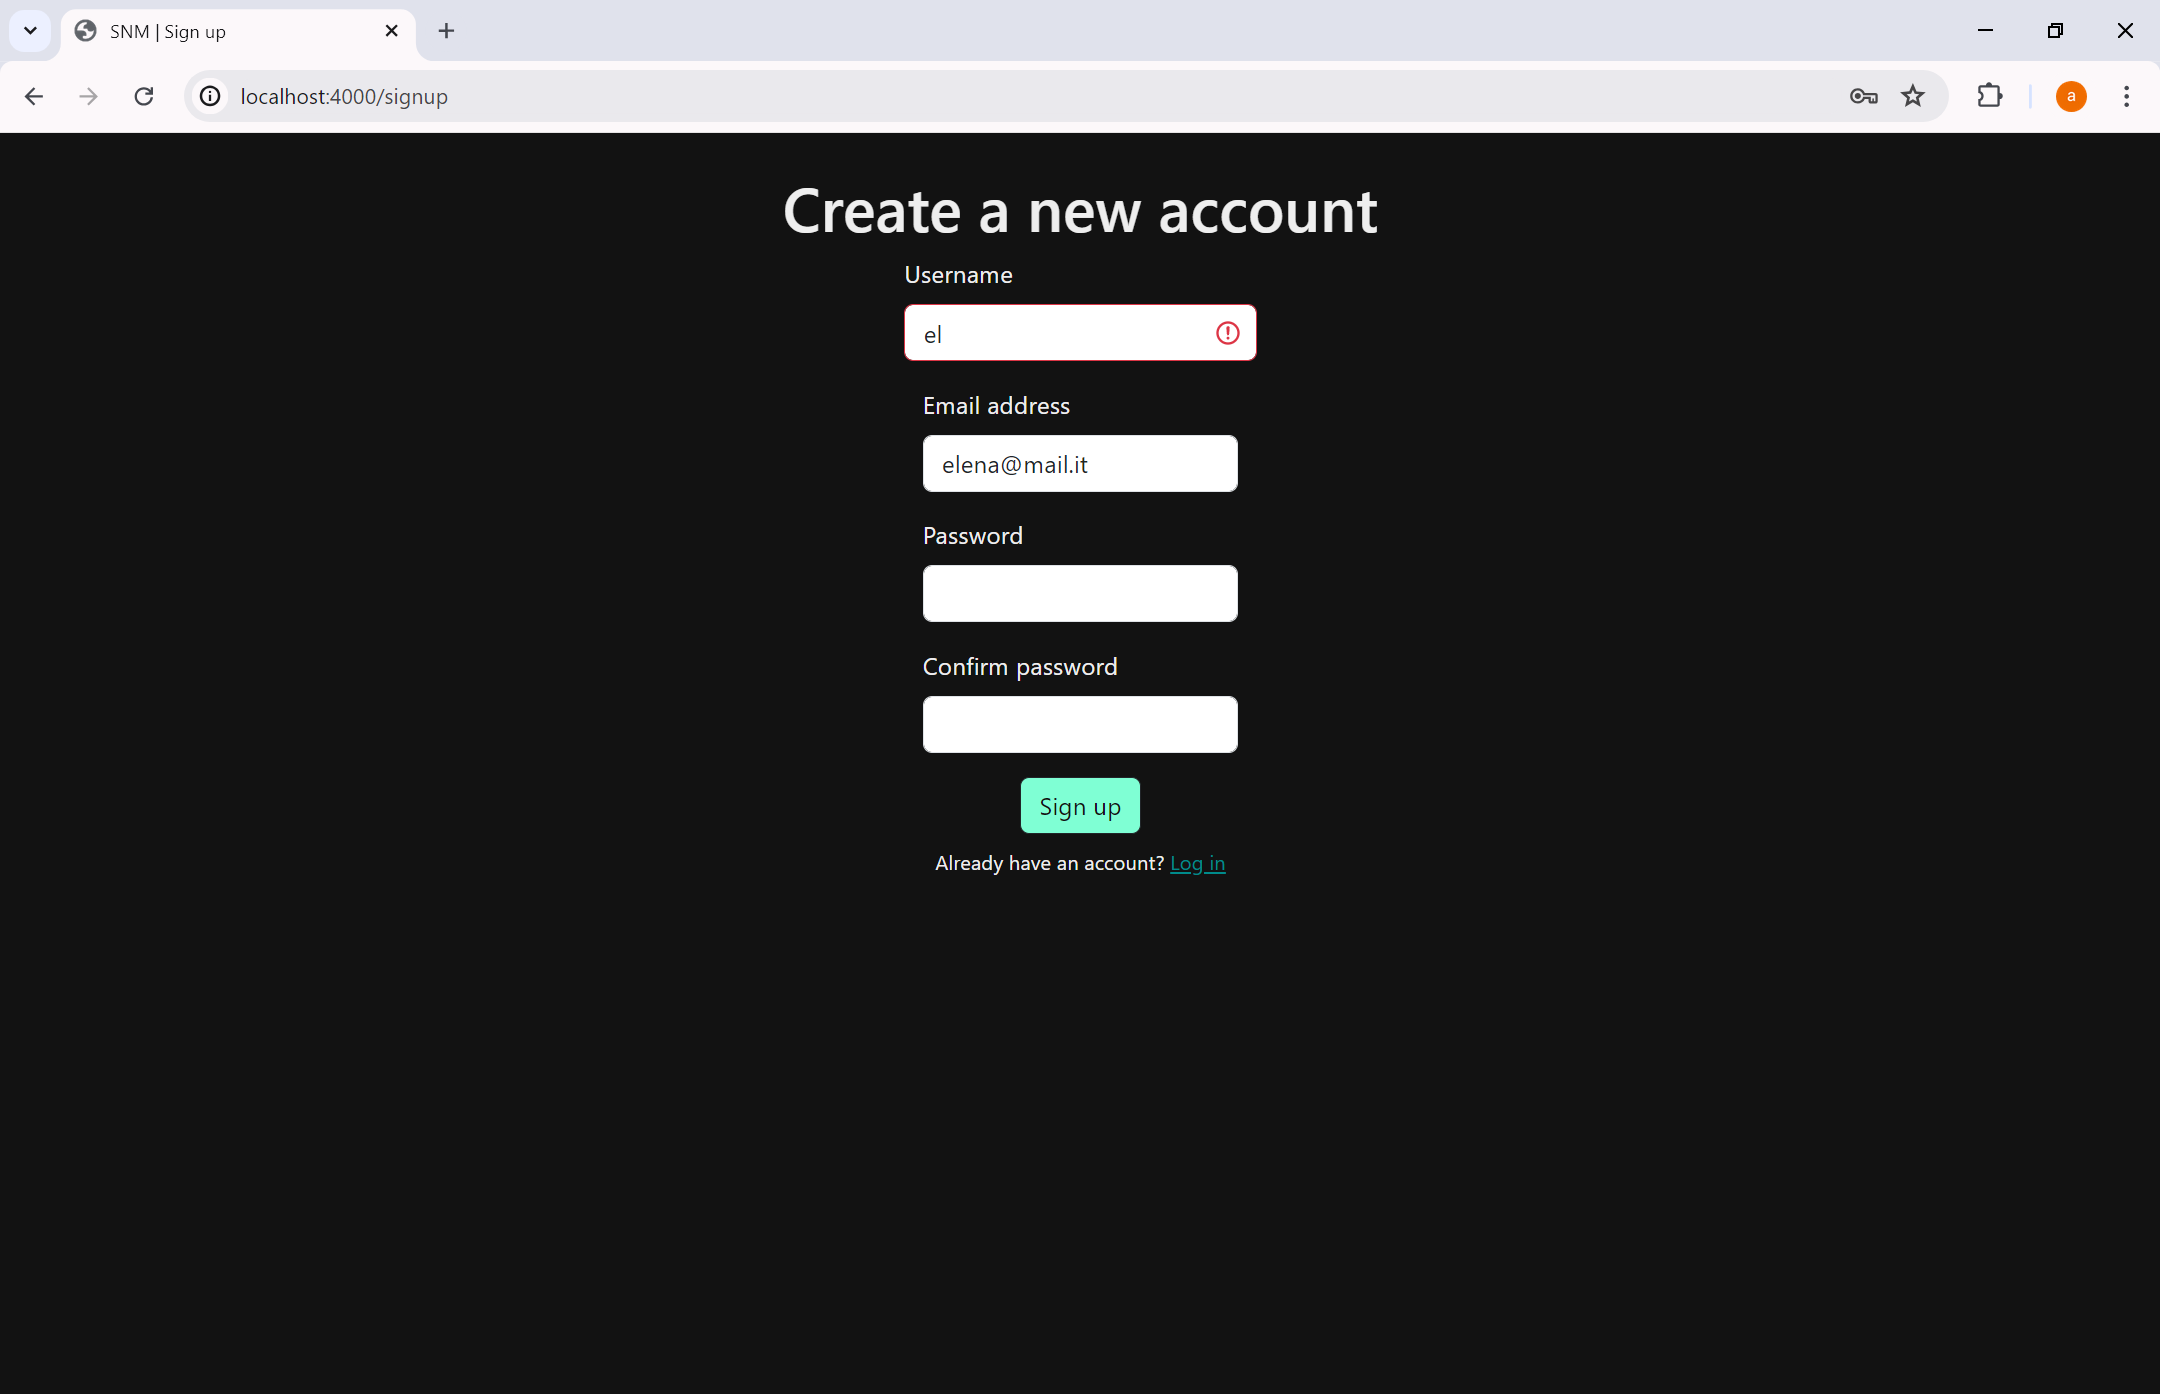 SNM | Sign up
localhost:4000/signup
a
Create a new account
Username
el
Email address
elena@mail.it
Password
Confirm password
Sign up
Already have an account? Log in